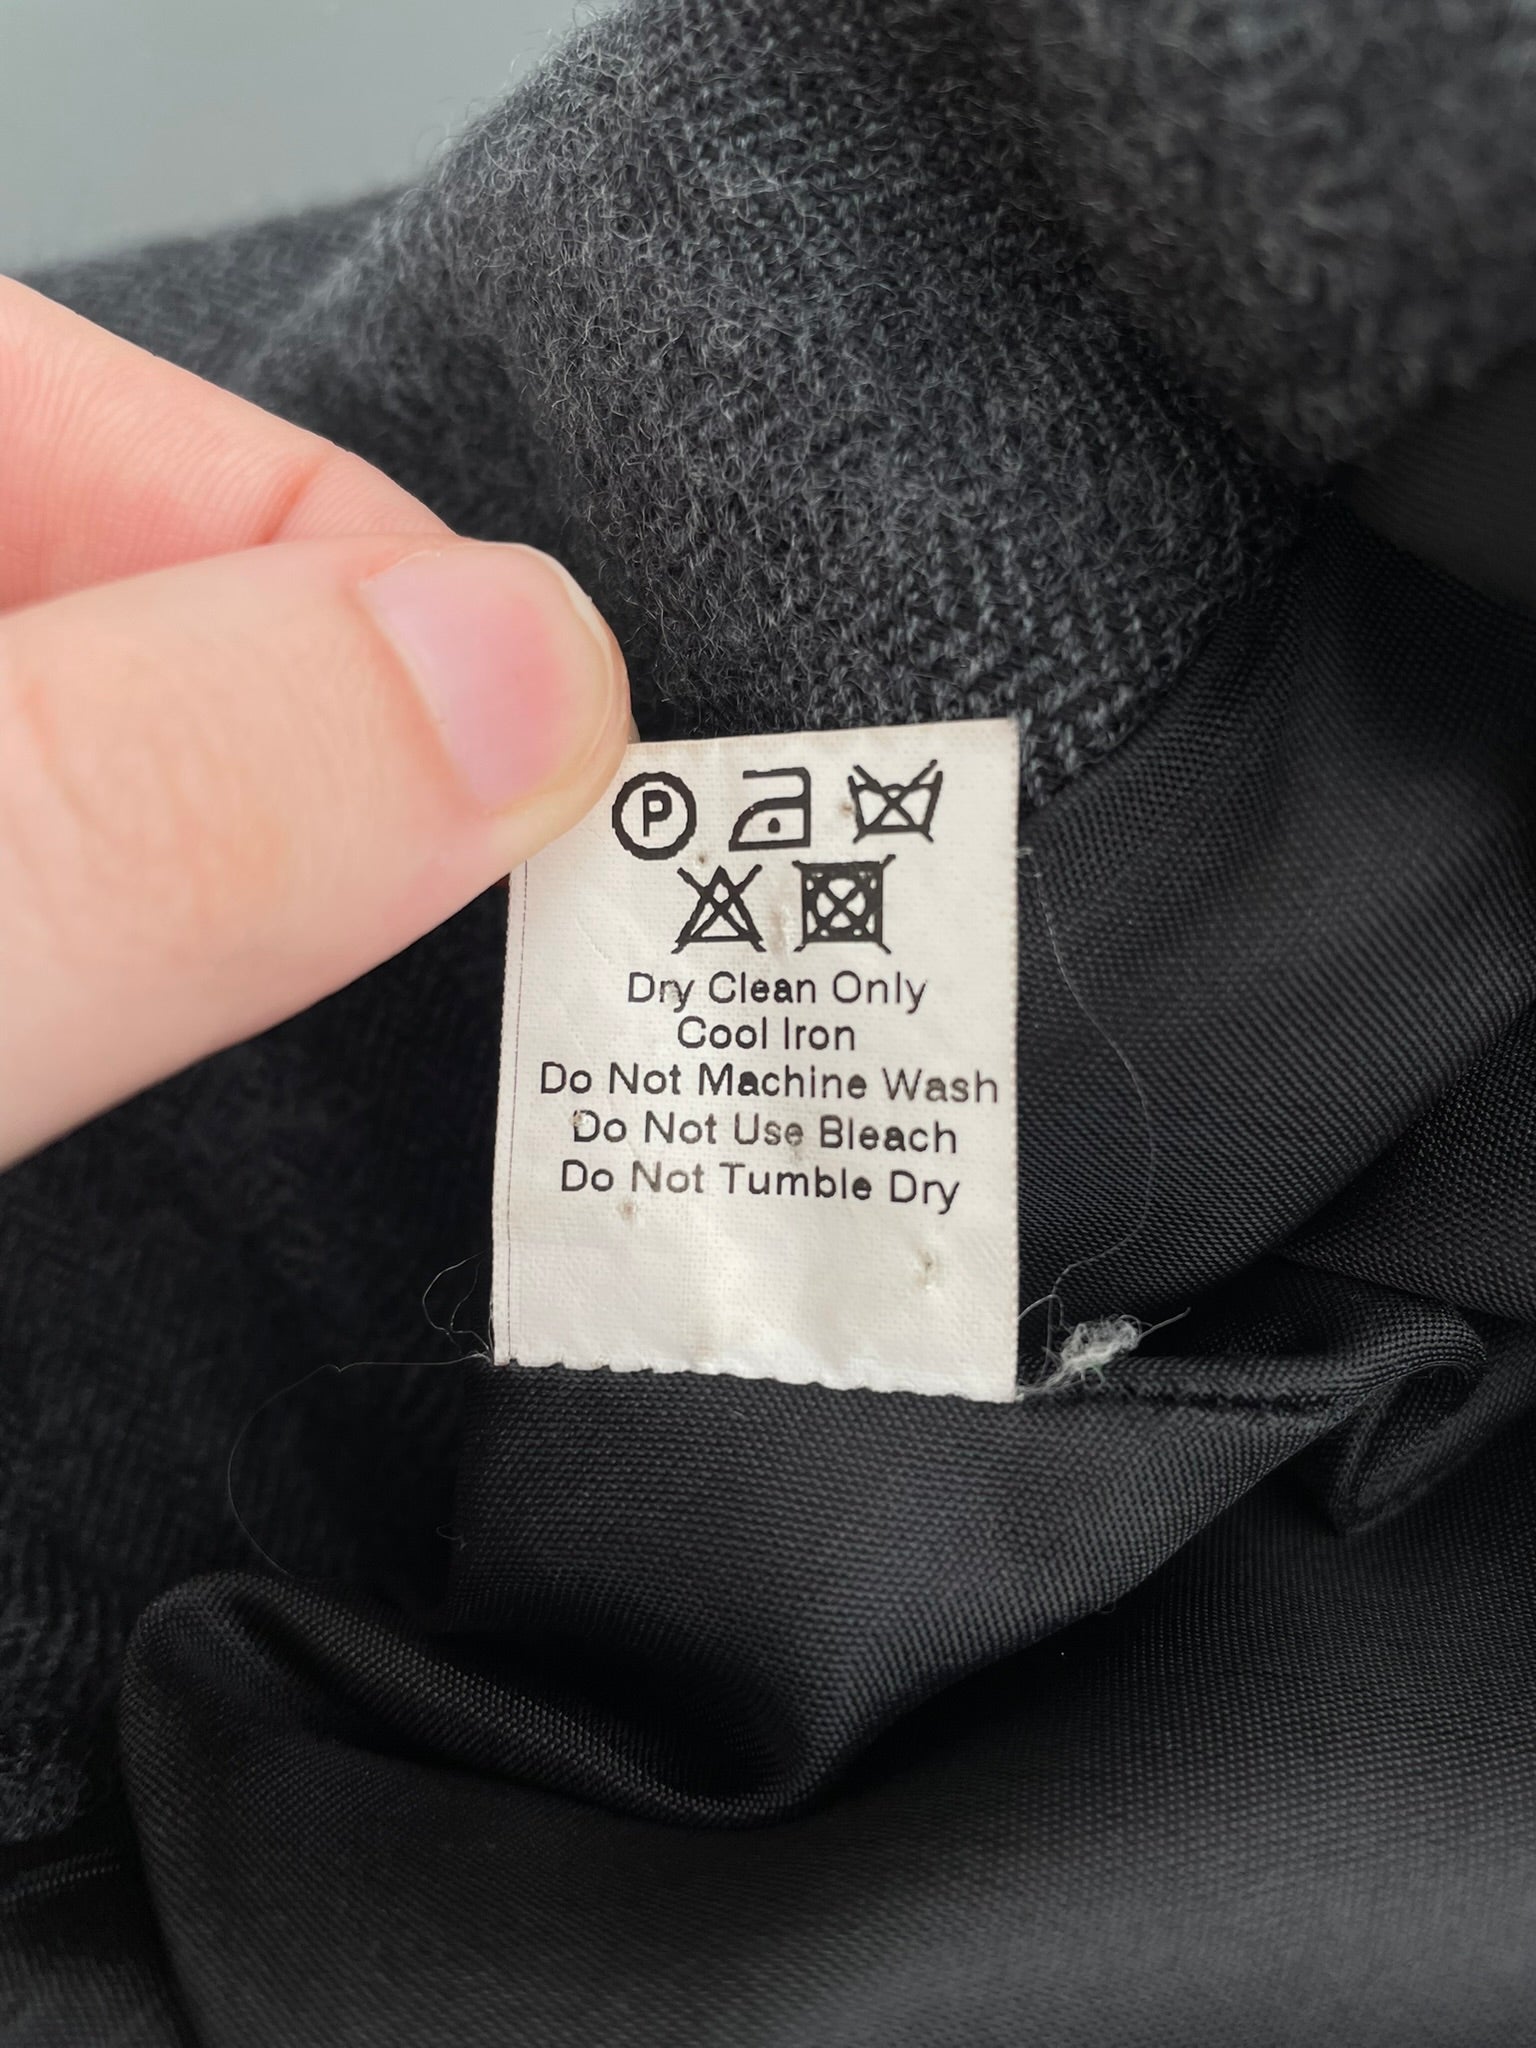 P
Dry Clean Only
Cool Iron
Do Not Machine Wash
Do Not Use Bleach
Do Not Tumble Dry